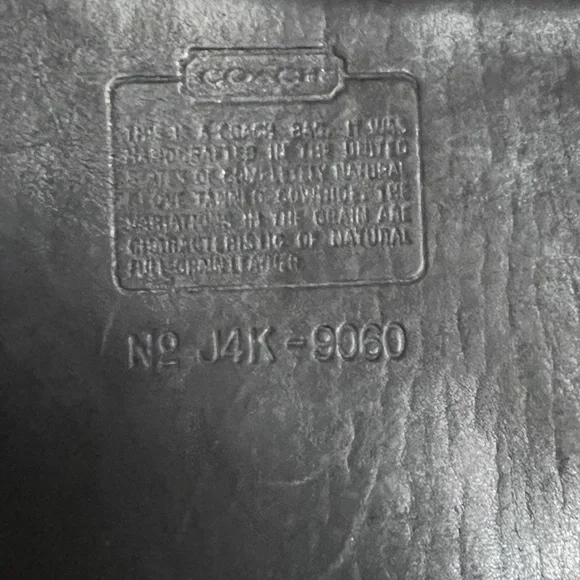 COACH
THIS IS A COACH BAG. IT WAS
HANDCRAFTED IN THE UNITED
STATES OF COMPLETELY NATURAL
GLOVE TANNED COWHIDE. THE
VARIATIONS IN THE GRAIN ARE
CHARACTERISTIC OF NATURAL
FULL GRAIN LEATHER.
Nº J4K-9060